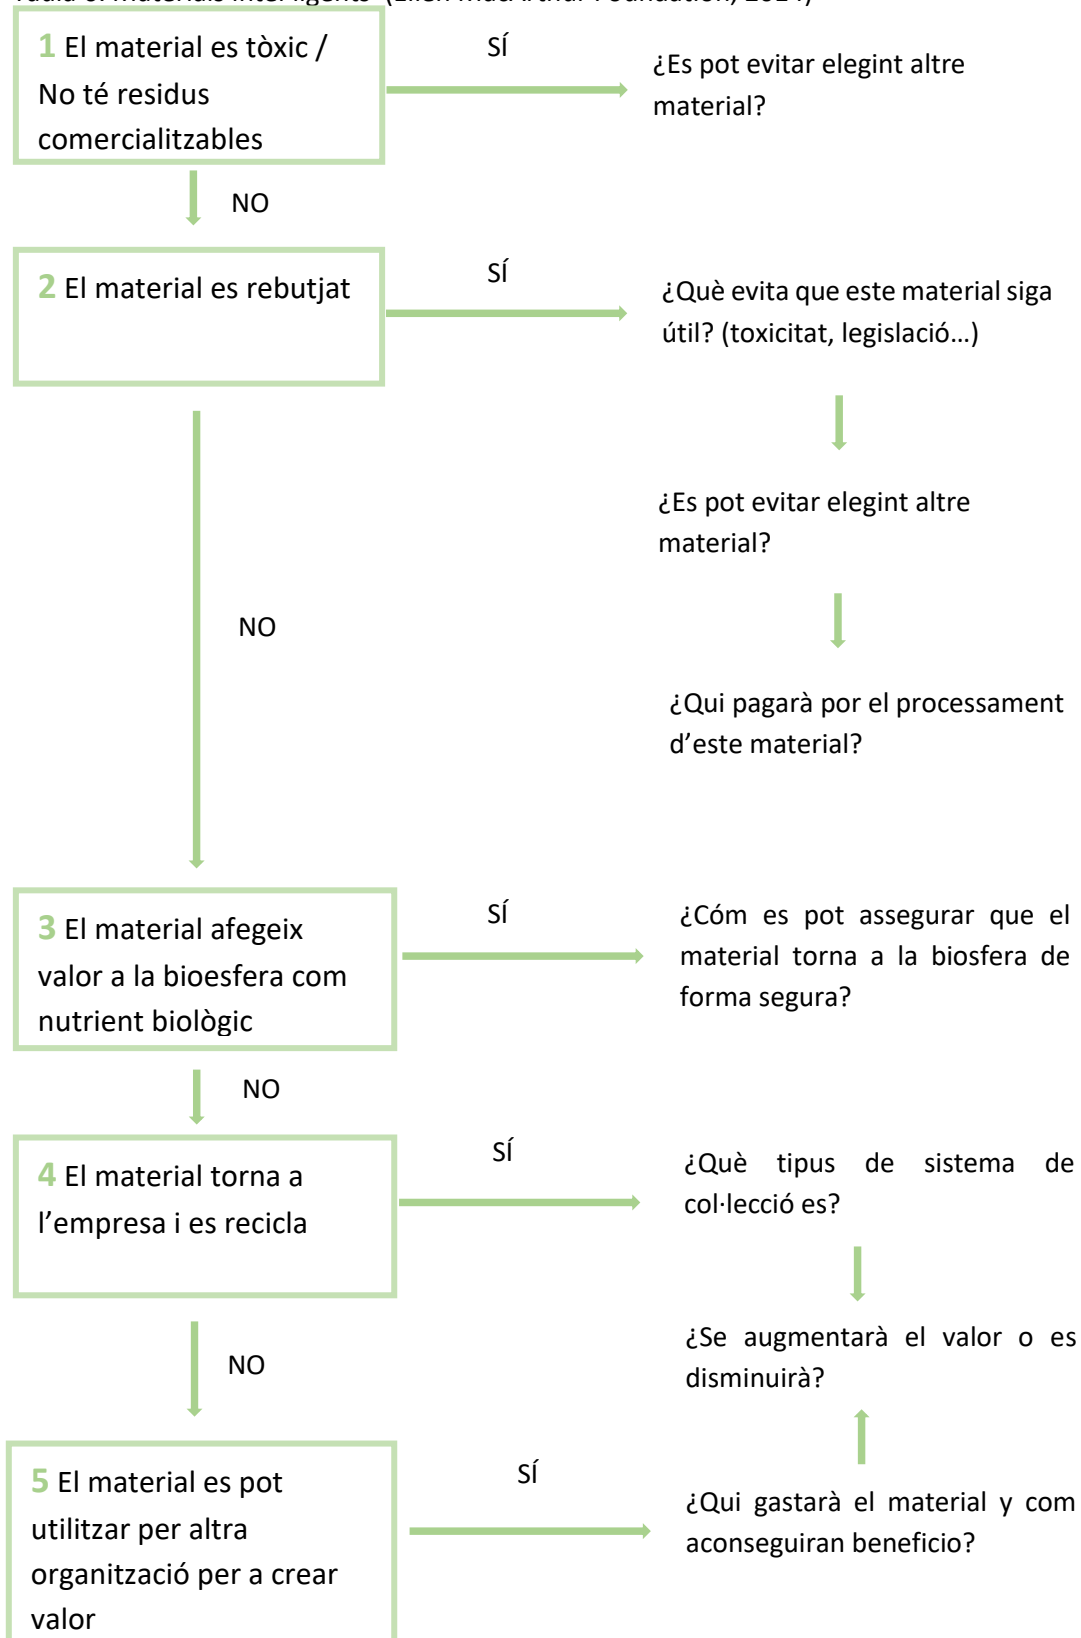 1 El material es tòxic /
No té residus
comercialitzables
SÍ
¿Es pot evitar elegint altre
material?
NO
2 El material es rebutjat
SÍ
¿Què evita que este material siga
útil? (toxicitat, legislació...)
¿Es pot evitar elegint altre
material?
NO
¿Qui pagarà por el processament
d'este material?
3 El material afegeix
valor a la bioesfera com
nutrient biològic
SÍ
¿Cóm es pot assegurar que el
material torna a la biosfera de
forma segura?
NO
4 El material torna a
l'empresa i es recicla
SÍ
¿Què tipus de sistema de
col·lecció es?
¿Se augmentarà el valor o es
disminuirà?
NO
5 El material es pot
utilitzar per altra
organització per a crear
valor
SÍ
¿Qui gastarà el material y com
aconseguiran beneficio?